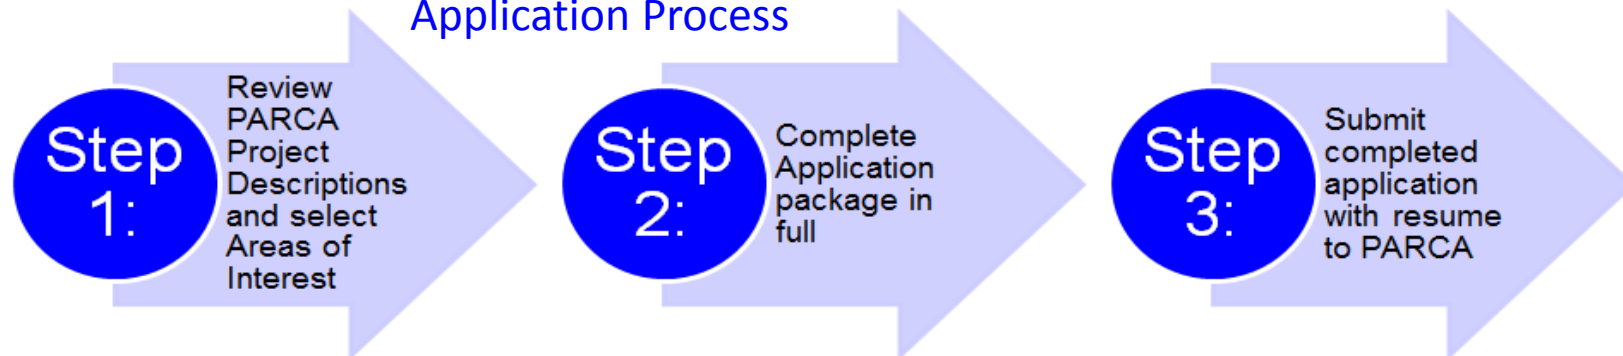 Application Process
Step
1:
Review
PARCA
Project
Descriptions
and select
Areas of
Interest
Step
2:
Complete
Application
package in
full
Step
3:
Submit
completed
application
with resume
to PARCA